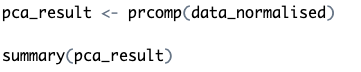 pca_result <- prcomp(data_normalised)
summary(pca_result)